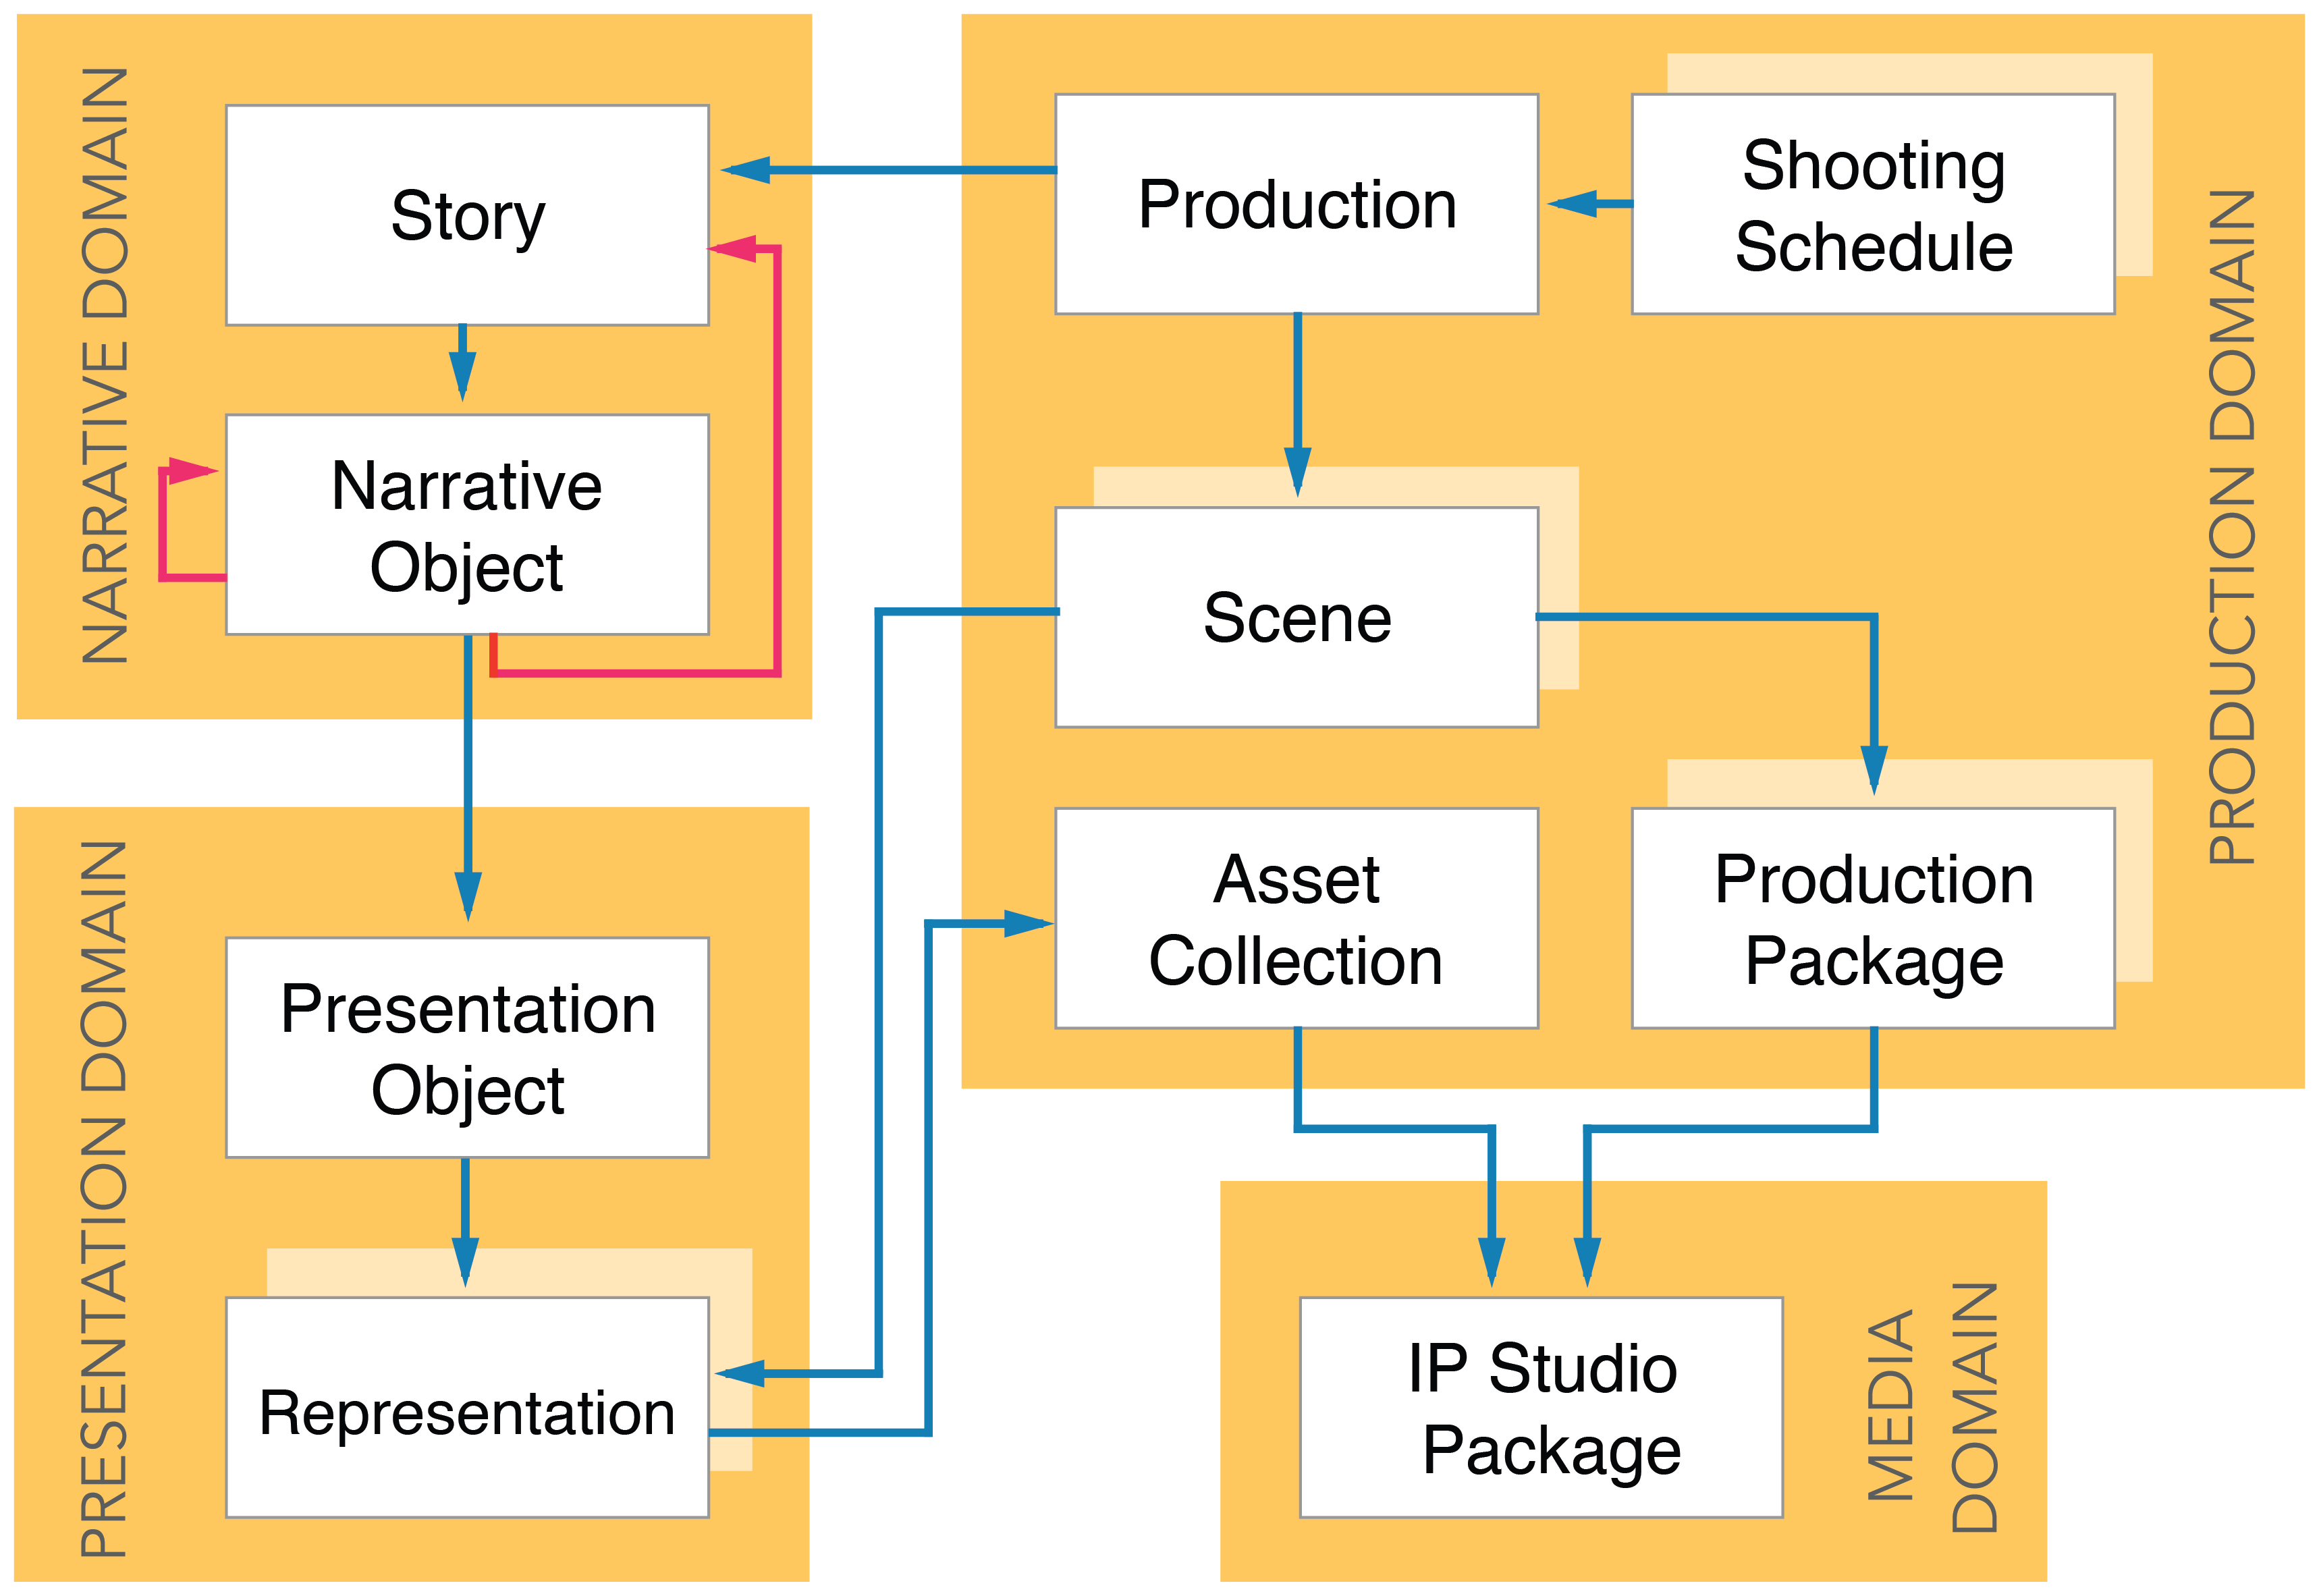 NARRATIVE DOMAIN
Story
Narrative
Object
PRODUCTION DOMAIN
Production
Shooting
Schedule
Scene
Asset
Collection
Production
Package
PRESENTATION DOMAIN
Presentation
Object
Representation
MEDIA
DOMAIN
IP Studio
Package